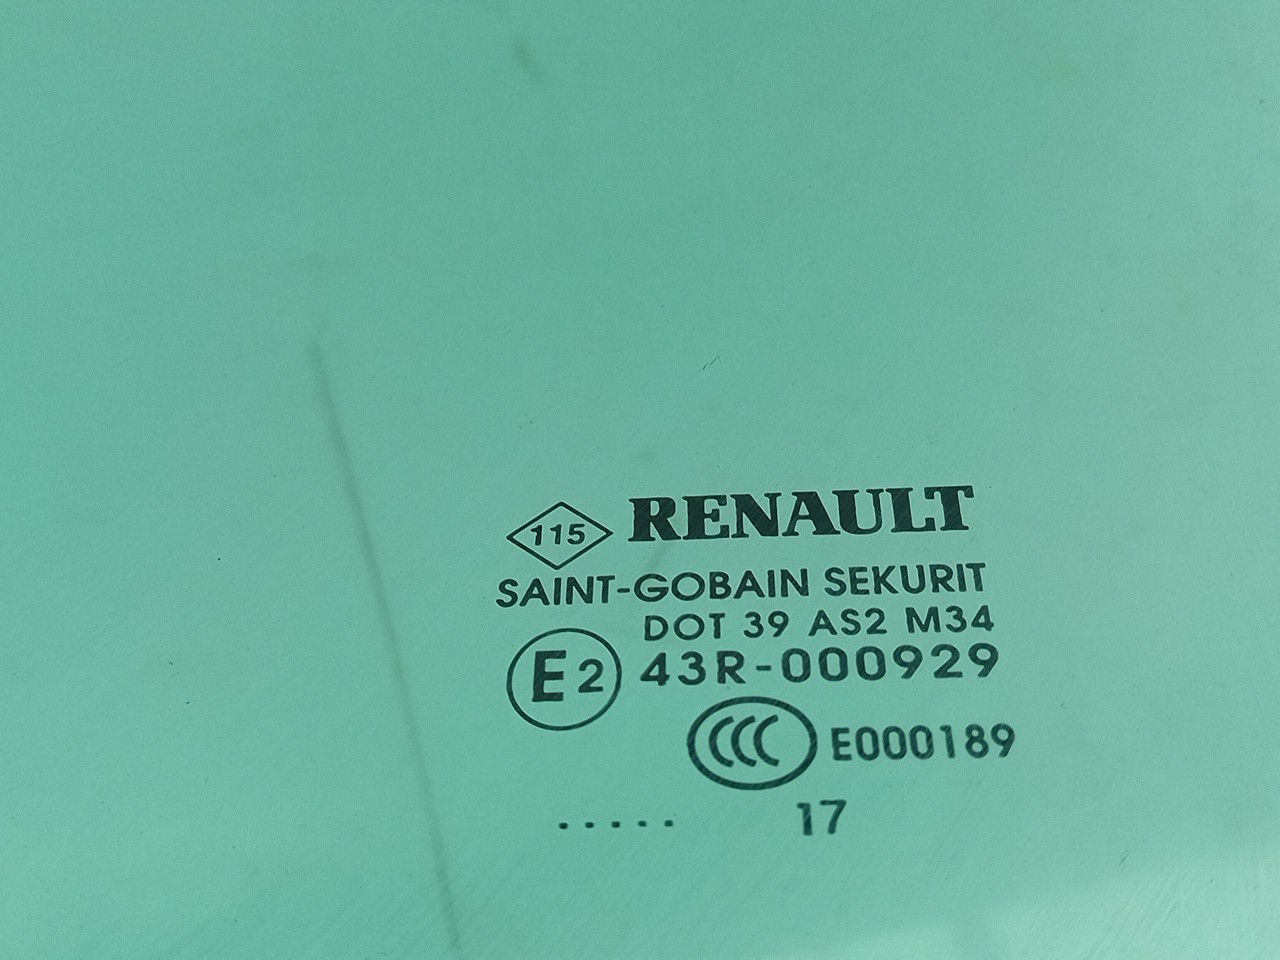 115 RENAULT
SAINT-GOBAIN SEKURIT
DOT 39 AS2 M34
E2 43R-000929
CCC E000189
..... 17